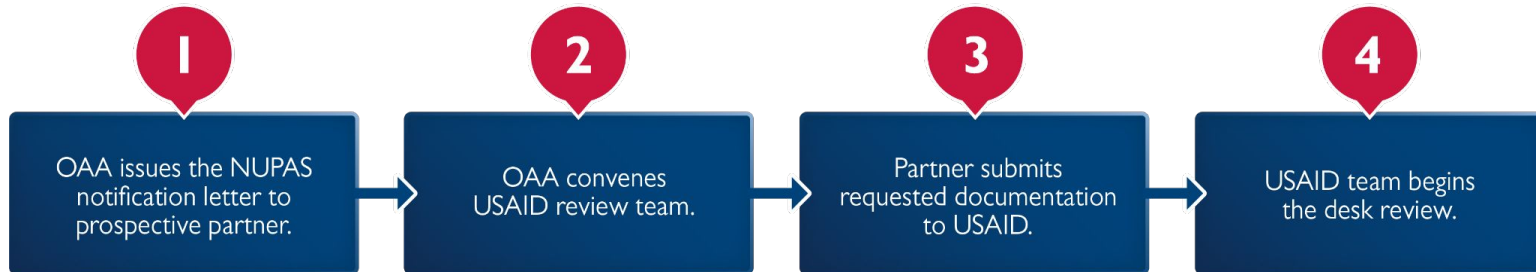 1
OAA issues the NUPAS
notification letter to
prospective partner.
2
OAA convenes
USAID review team.
3
Partner submits
requested documentation
to USAID.
4
USAID team begins
the desk review.